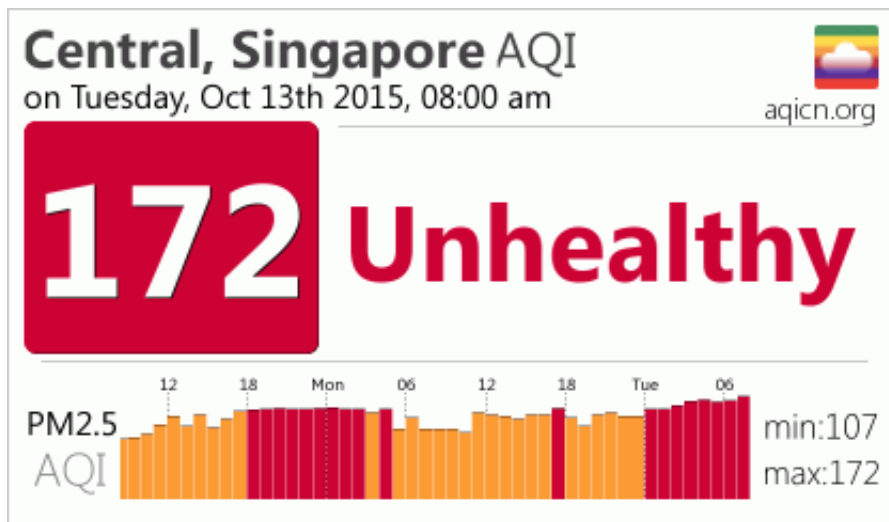 Central, Singapore AQI
on Tuesday, Oct 13th 2015, 08:00 am
aqicn.org
172 Unhealthy
12 18 Mon 06 12 18 Tue 06
PM2.5
AQI
min:107
max:172